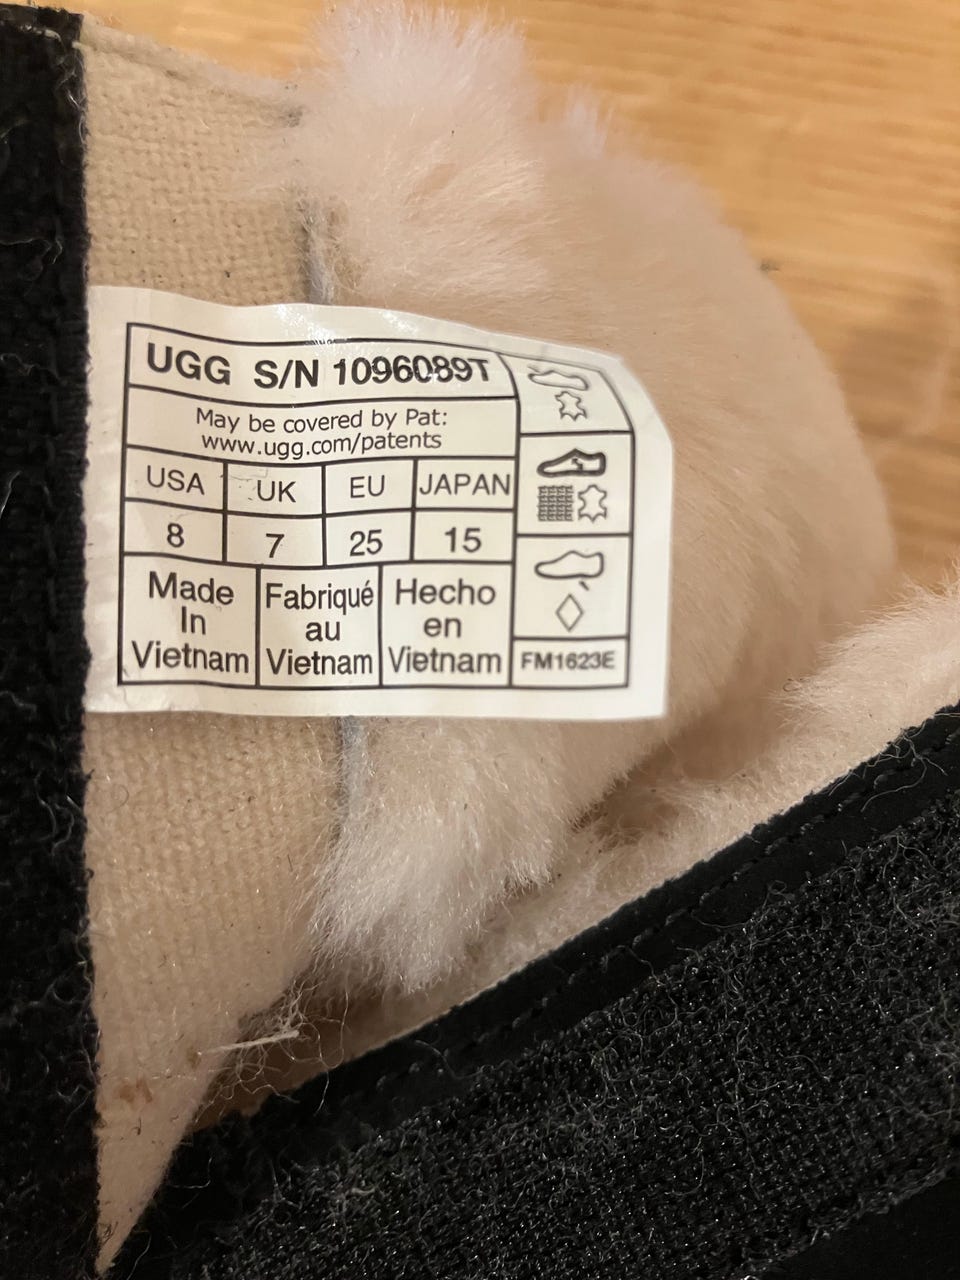 UGG S/N 1096089T
May be covered by Pat:
www.ugg.com/patents
USA UK EU JAPAN
8 7 25 15
Made
In
Vietnam
Fabriqué
au
Vietnam
Hecho
en
Vietnam
FM1623E